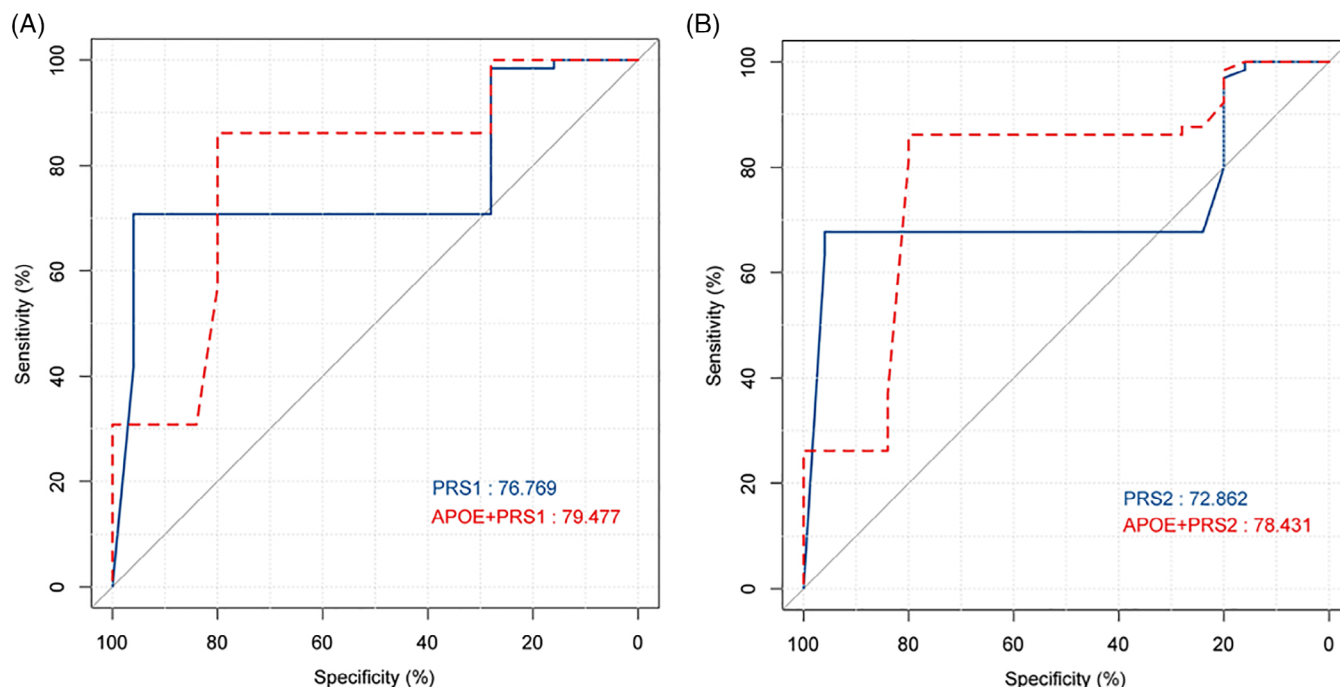 (A)
100
80
60
40
20
0
Sensitivity (%)
PRS1 : 76.769
APOE+PRS1 : 79.477
100 80 60 40 20 0
Specificity (%)
(B)
100
80
60
40
20
0
Sensitivity (%)
PRS2 : 72.862
APOE+PRS2 : 78.431
100 80 60 40 20 0
Specificity (%)